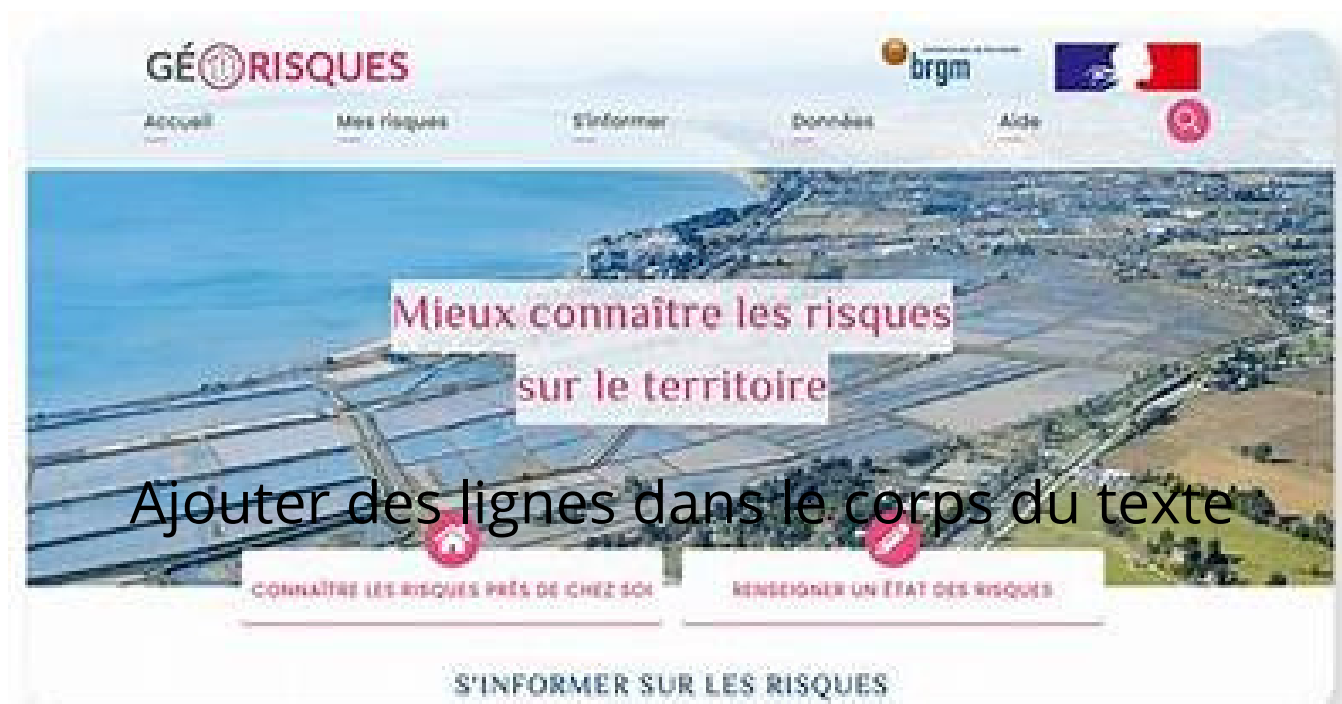 GÉORISQUES
brgm
Accueil Mes risques S'informer Données Aide
Mieux connaître les risques
sur le territoire
Ajouter des lignes dans le corps du texte
CONNAÎTRE LES RISQUES PRÈS DE CHEZ SOI
RENSEIGNER UN ÉTAT DES RISQUES
S'INFORMER SUR LES RISQUES